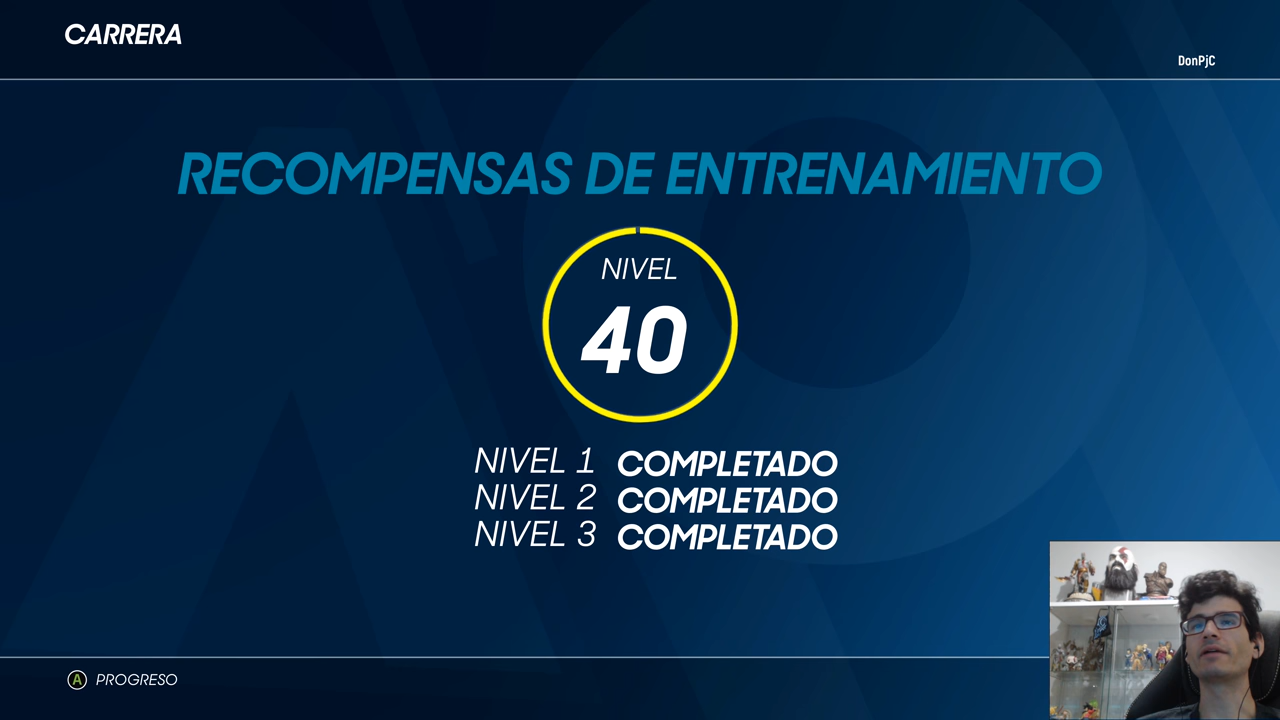 CARRERA
DonPjC
RECOMPENSAS DE ENTRENAMIENTO
NIVEL
40
NIVEL 1 COMPLETADO
NIVEL 2 COMPLETADO
NIVEL 3 COMPLETADO
A PROGRESO